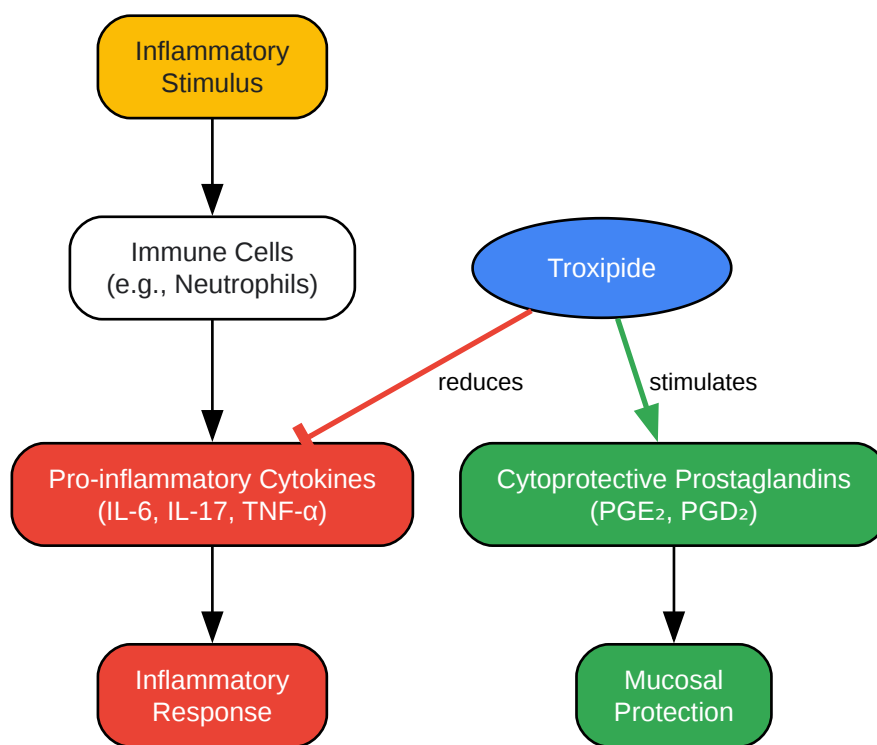 Inflammatory
Stimulus
Immune Cells
(e.g., Neutrophils)
Troxipide
reduces
stimulates
Pro-inflammatory Cytokines
(IL-6, IL-17, TNF-α)
Cytoprotective Prostaglandins
(PGE₂, PGD₂)
Inflammatory
Response
Mucosal
Protection